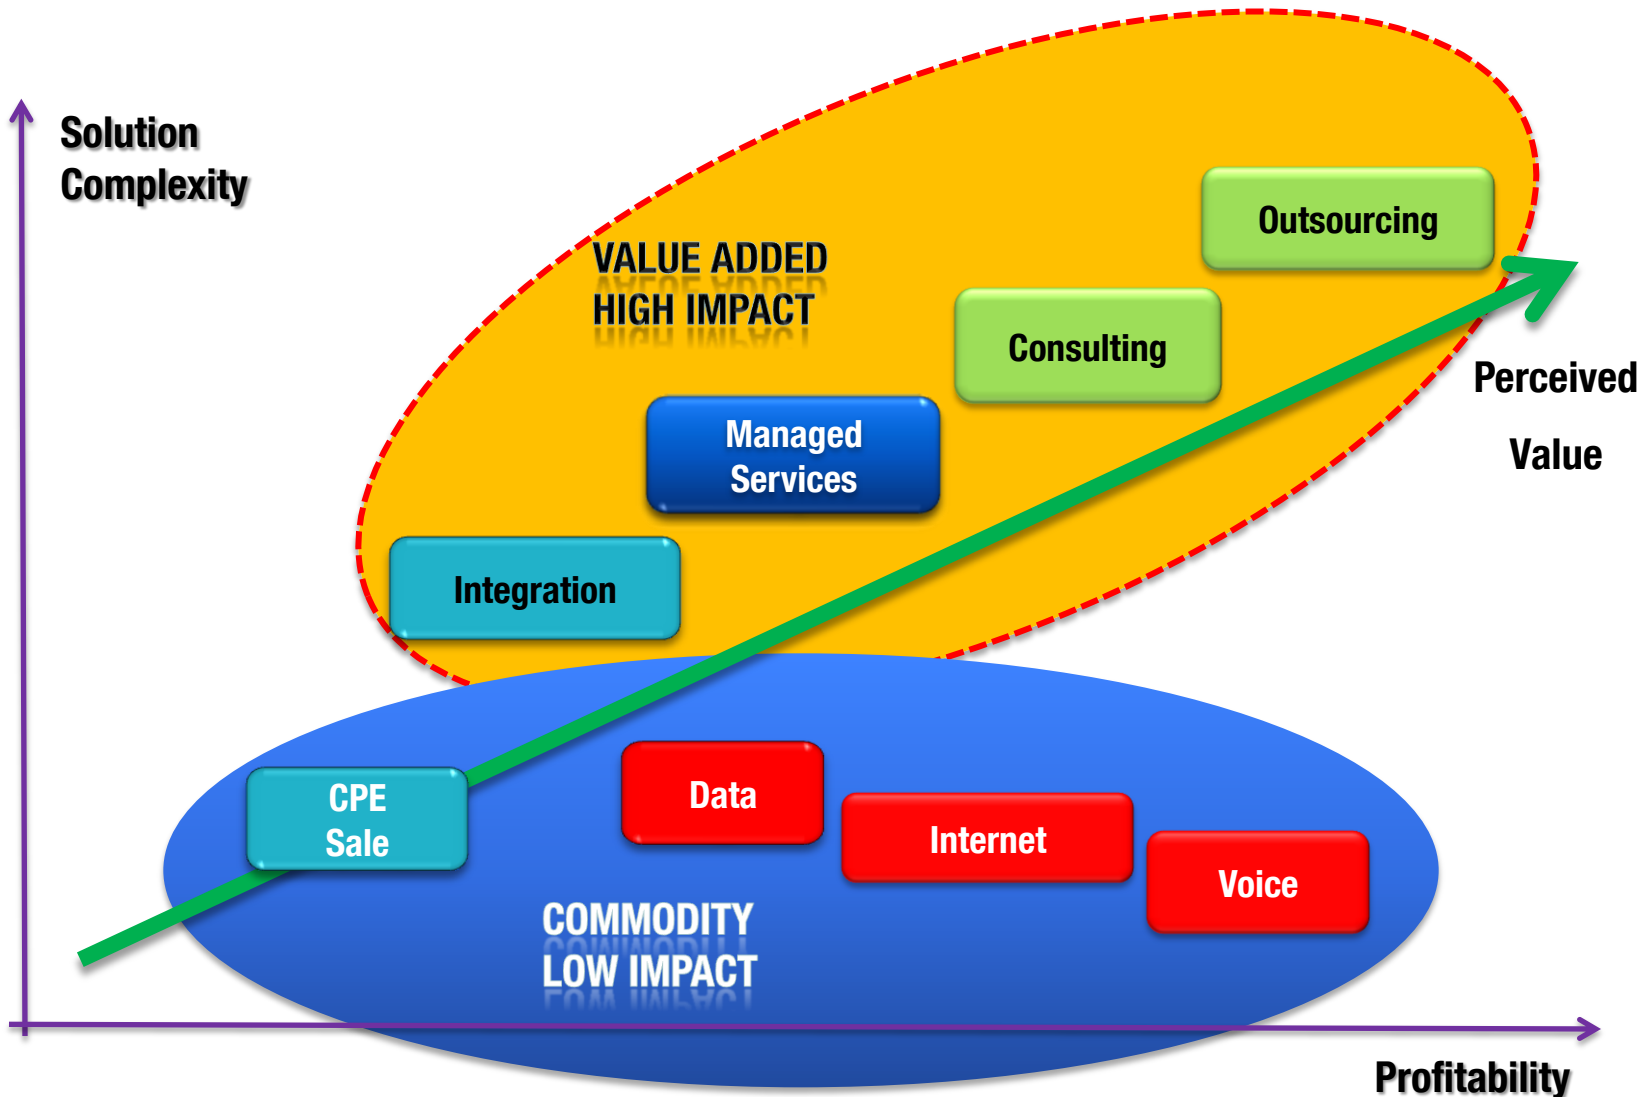 Solution
Complexity
Outsourcing
VALUE ADDED
HIGH IMPACT
Consulting
Perceived
Value
Managed
Services
Integration
CPE
Sale
Data
Internet
Voice
COMMODITY
LOW IMPACT
Profitability